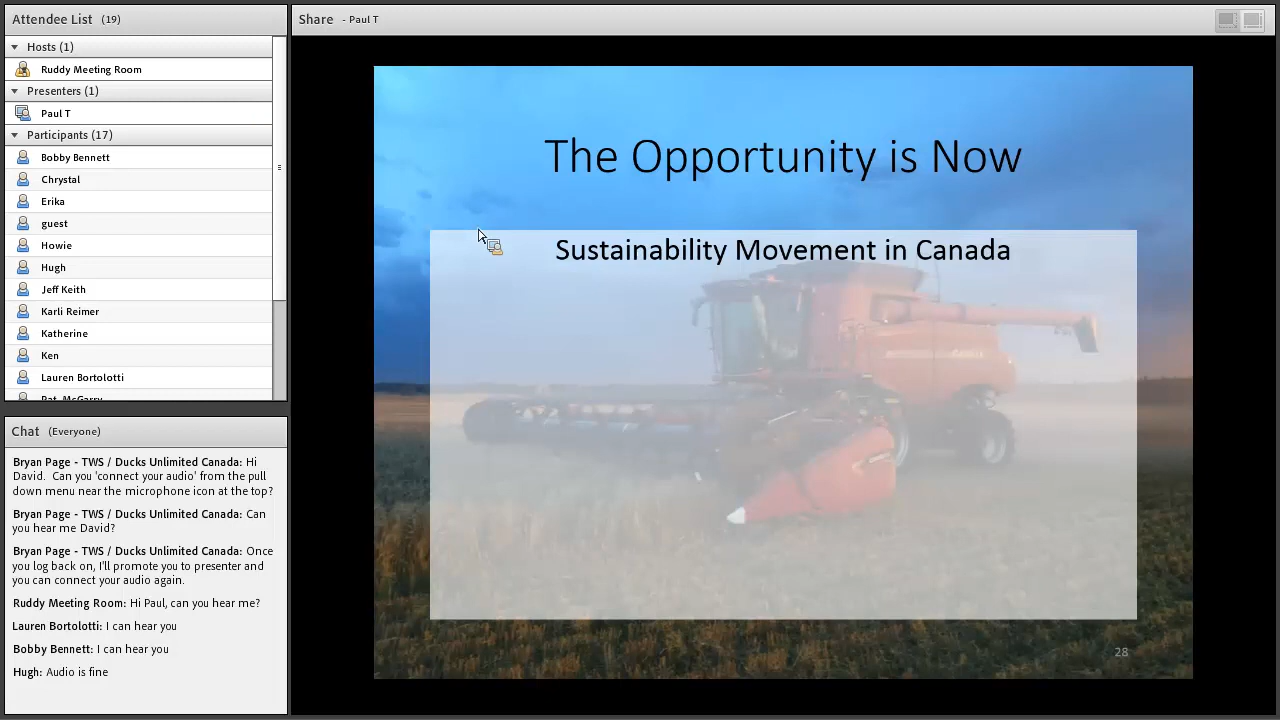 Attendee List (19)
Hosts (1)
Ruddy Meeting Room
Presenters (1)
Paul T
Participants (17)
Bobby Bennett
Chrystal
Erika
guest
Howie
Hugh
Jeff Keith
Karli Reimer
Katherine
Ken
Lauren Bortolotti
Pat McGarry
Chat (Everyone)
Bryan Page - TWS / Ducks Unlimited Canada: Hi
David. Can you 'connect your audio' from the pull
down menu near the microphone icon at the top?
Bryan Page - TWS / Ducks Unlimited Canada: Can
you hear me David?
Bryan Page - TWS / Ducks Unlimited Canada: Once
you log back on, I'll promote you to presenter and
you can connect your audio again.
Ruddy Meeting Room: Hi Paul, can you hear me?
Lauren Bortolotti: I can hear you
Bobby Bennett: I can hear you
Hugh: Audio is fine
Share - Paul T
The Opportunity is Now
Sustainability Movement in Canada
28